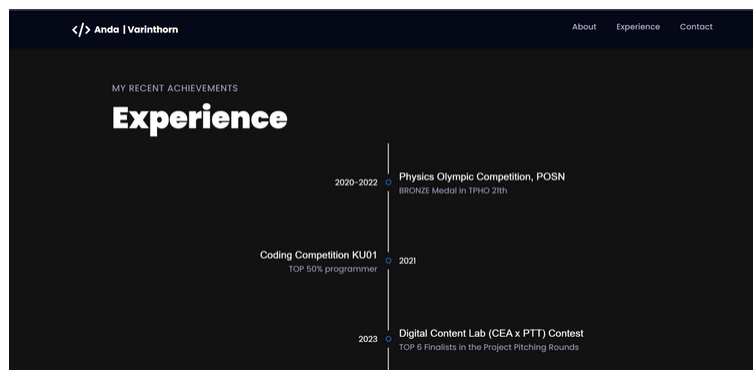 </> Anda | Varinthorn
About Experience Contact
MY RECENT ACHIEVEMENTS
Experience
2020-2022
Physics Olympic Competition, POSN
BRONZE Medal in TPHO 21th
Coding Competition KU01
TOP 50% programmer
2021
2023
Digital Content Lab (CEA x PTT) Contest
TOP 6 Finalists in the Project Pitching Rounds